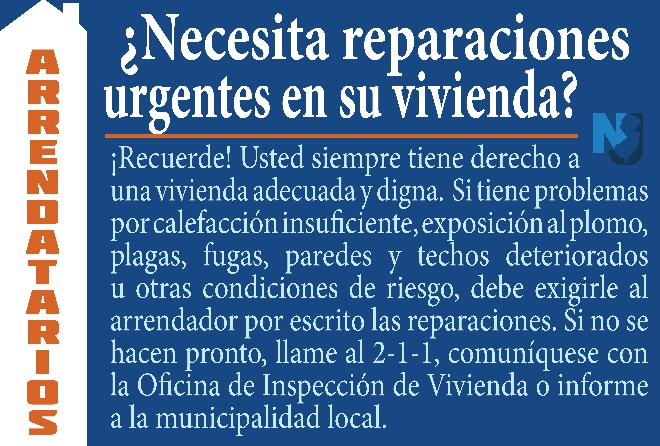 ARRENDATARIOS
¿Necesita reparaciones
urgentes en su vivienda?
¡Recuerde! Usted siempre tiene derecho a
una vivienda adecuada y digna. Si tiene problemas
por calefacción insuficiente, exposición al plomo,
plagas, fugas, paredes y techos deteriorados
u otras condiciones de riesgo, debe exigirle al
arrendador por escrito las reparaciones. Si no se
hacen pronto, llame al 2-1-1, comuníquese con
la Oficina de Inspección de Vivienda o informe
a la municipalidad local.